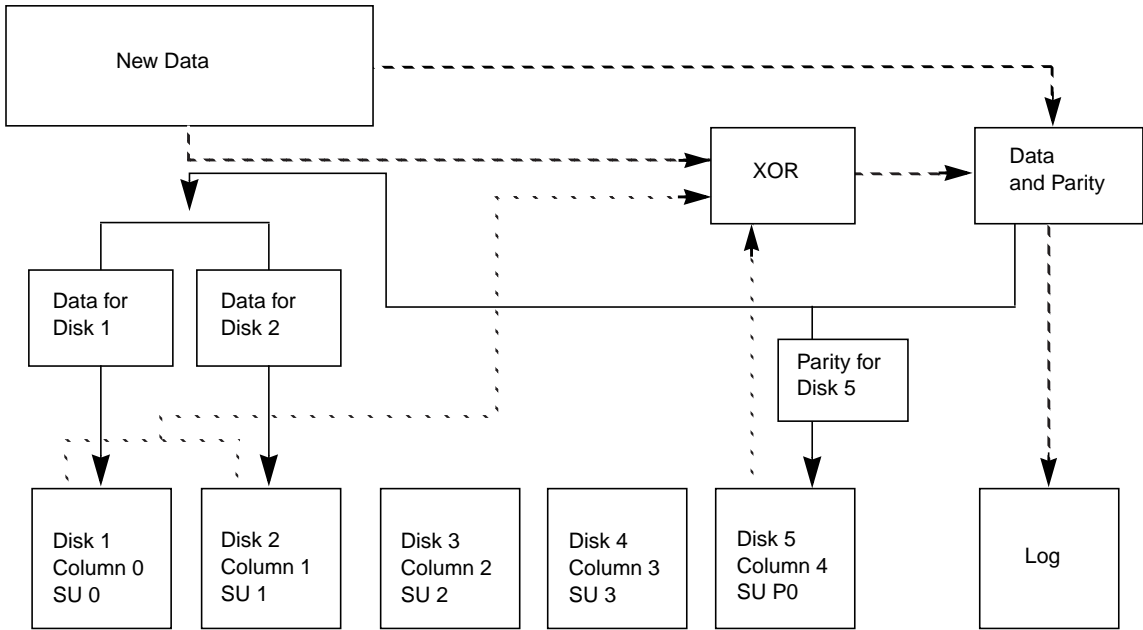 New Data
XOR
Data
and Parity
Data for
Disk 1
Data for
Disk 2
Parity for
Disk 5
Disk 1
Column 0
SU 0
Disk 2
Column 1
SU 1
Disk 3
Column 2
SU 2
Disk 4
Column 3
SU 3
Disk 5
Column 4
SU P0
Log